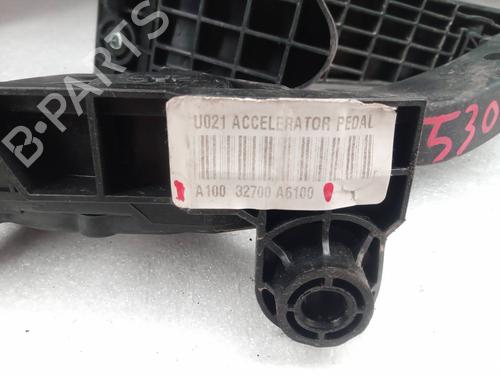 B-PARTS
U021 ACCELERATOR PEDAL
A100 32700 A6100
530